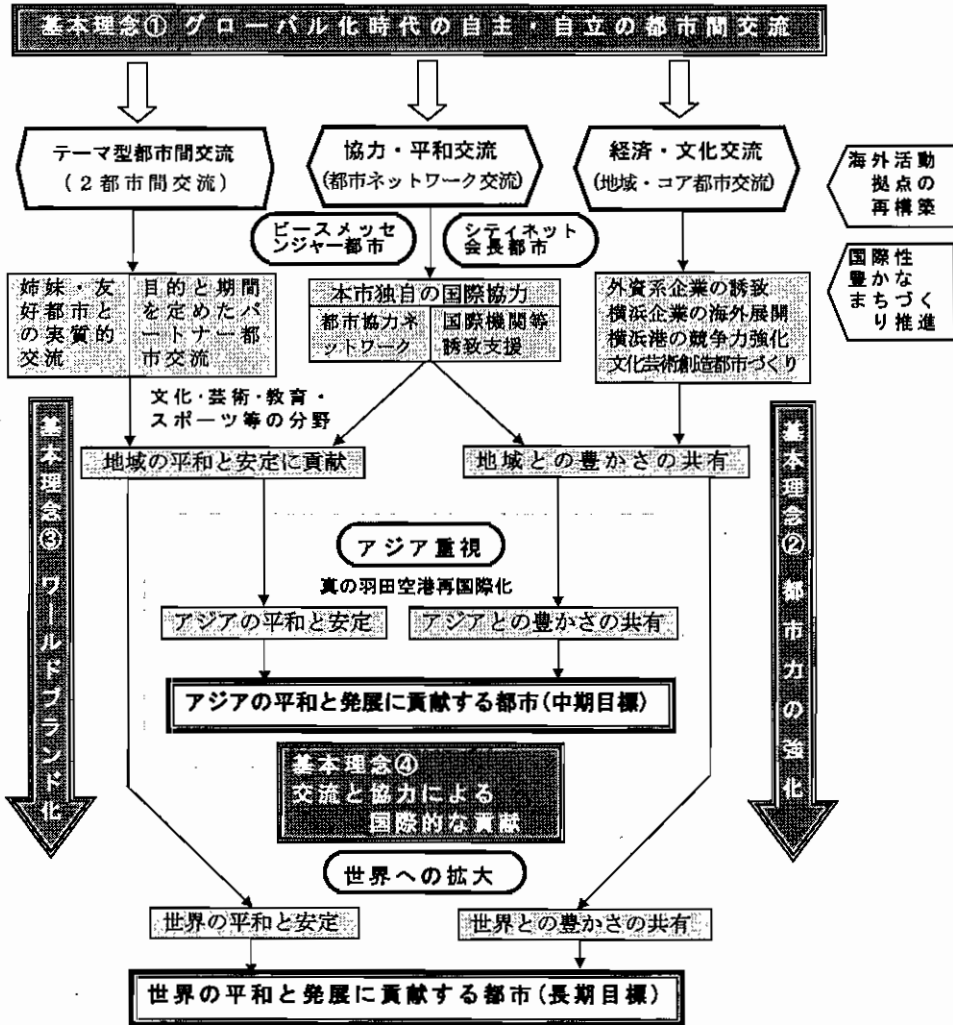 基本理念① グローバル化時代の自主・自立の都市間交流
テーマ型都市間交流
(2都市間交流)
協力・平和交流
(都市ネットワーク交流)
経済・文化交流
(地域・コア都市交流)
海外活動
拠点の
再構築
国際性
豊かな
まちづく
り推進
ピースメッセ
ンジャー都市
シティネット
会長都市
姉妹・友
好都市と
の実質的
交流
目的と期間
を定めたパ
ートナー都
市交流
本市独自の国際協力
都市協力ネ
ットワーク
国際機関等
誘致支援
外資系企業の誘致
横浜企業の海外展開
横浜港の競争力強化
文化芸術創造都市づくり
文化・芸術・教育・
スポーツ等の分野
地域の平和と安定に貢献
地域との豊かさの共有
基本理念③ ワールドブランド化
基本理念② 都市力の強化
アジア重視
真の羽田空港再国際化
アジアの平和と安定
アジアとの豊かさの共有
アジアの平和と発展に貢献する都市(中期目標)
基本理念④
交流と協力による
国際的な貢献
世界への拡大
世界の平和と安定
世界との豊かさの共有
世界の平和と発展に貢献する都市(長期目標)